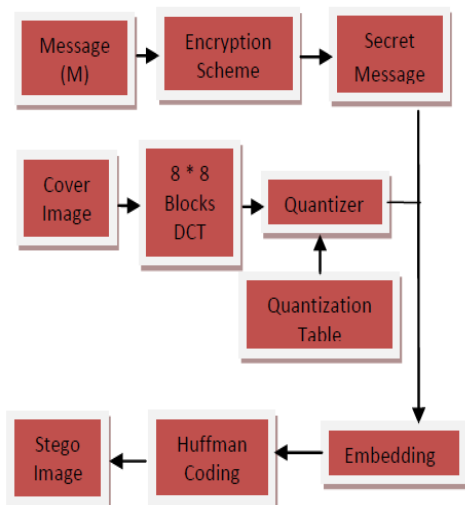 Message
(M)
Encryption
Scheme
Secret
Message
Cover
Image
8 * 8
Blocks
DCT
Quantizer
Quantization
Table
Stego
Image
Huffman
Coding
Embedding